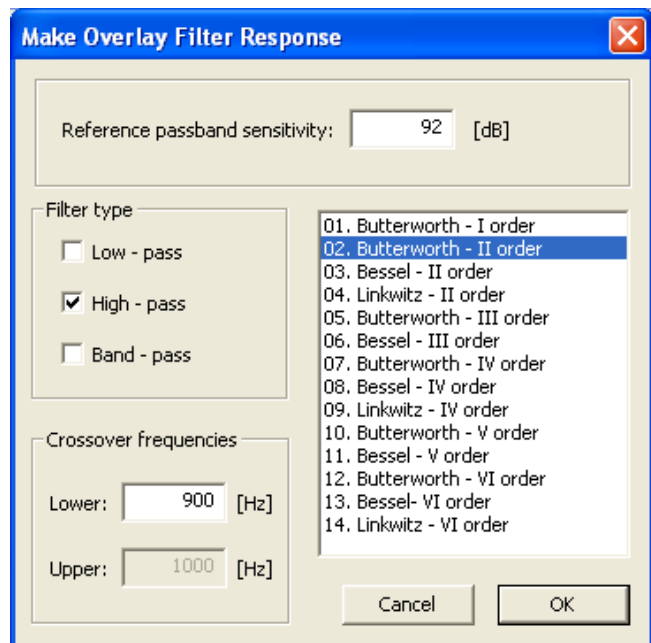 Make Overlay Filter Response
Reference passband sensitivity: 92 [dB]
Filter type
Low - pass
High - pass
Band - pass
01. Butterworth - I order
02. Butterworth - II order
03. Bessel - II order
04. Linkwitz - II order
05. Butterworth - III order
06. Bessel - III order
07. Butterworth - IV order
08. Bessel - IV order
09. Linkwitz - IV order
10. Butterworth - V order
11. Bessel - V order
12. Butterworth - VI order
13. Bessel- VI order
14. Linkwitz - VI order
Crossover frequencies
Lower: 900 [Hz]
Upper: 1000 [Hz]
Cancel OK